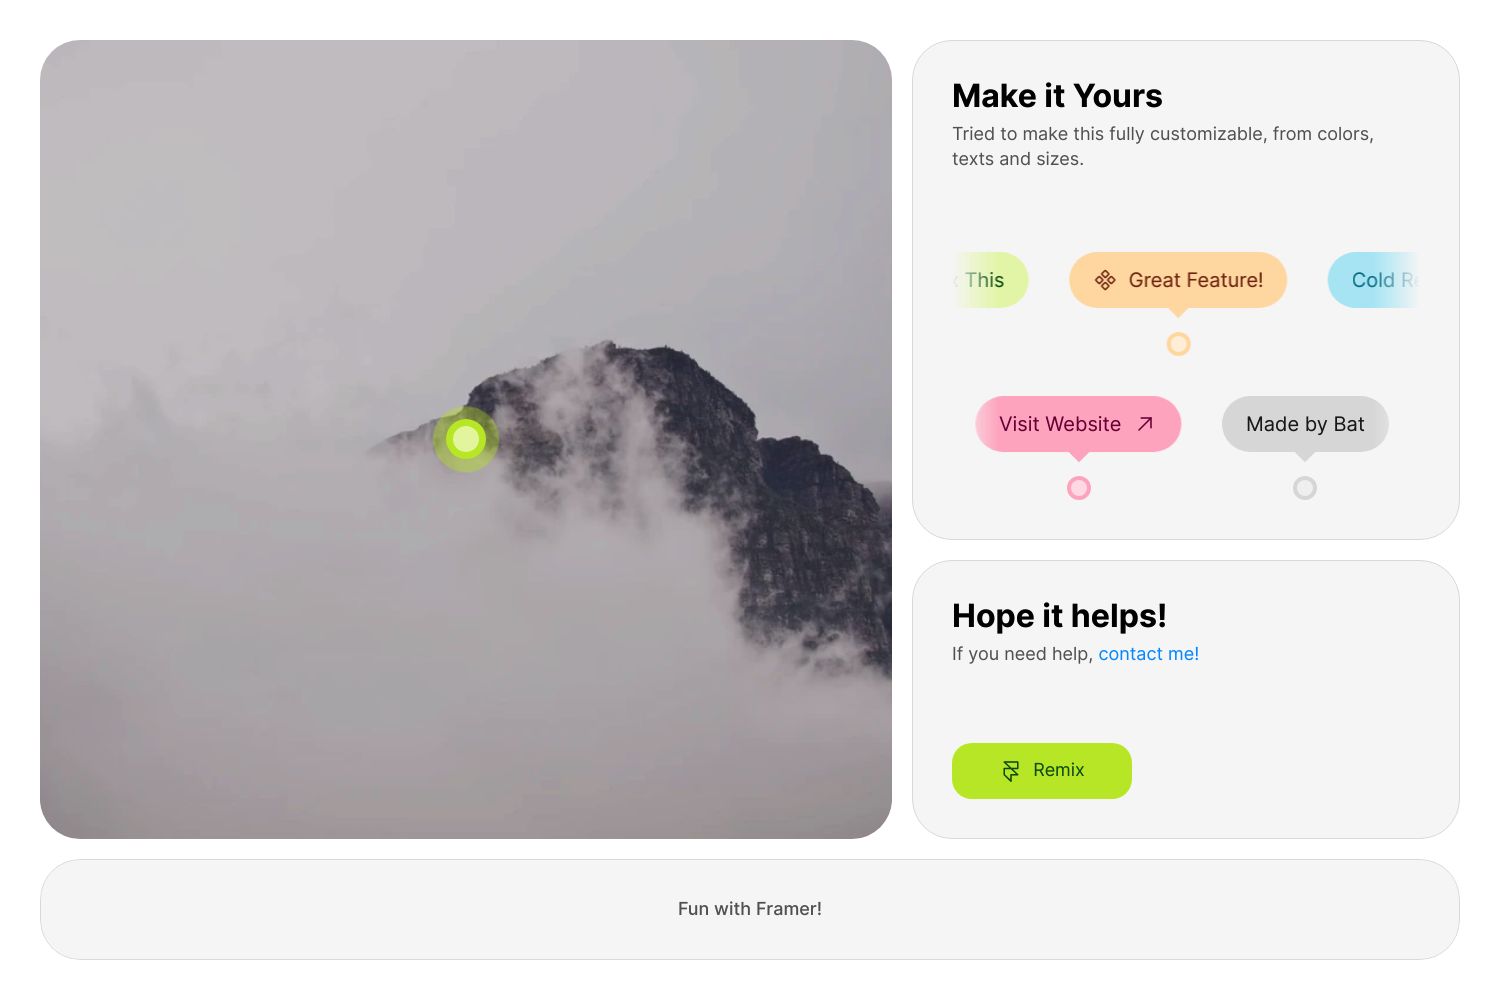 Make it Yours
Tried to make this fully customizable, from colors,
texts and sizes.
This
Great Feature!
Cold
Visit Website
Made by Bat
Hope it helps!
If you need help, contact me!
Remix
Fun with Framer!